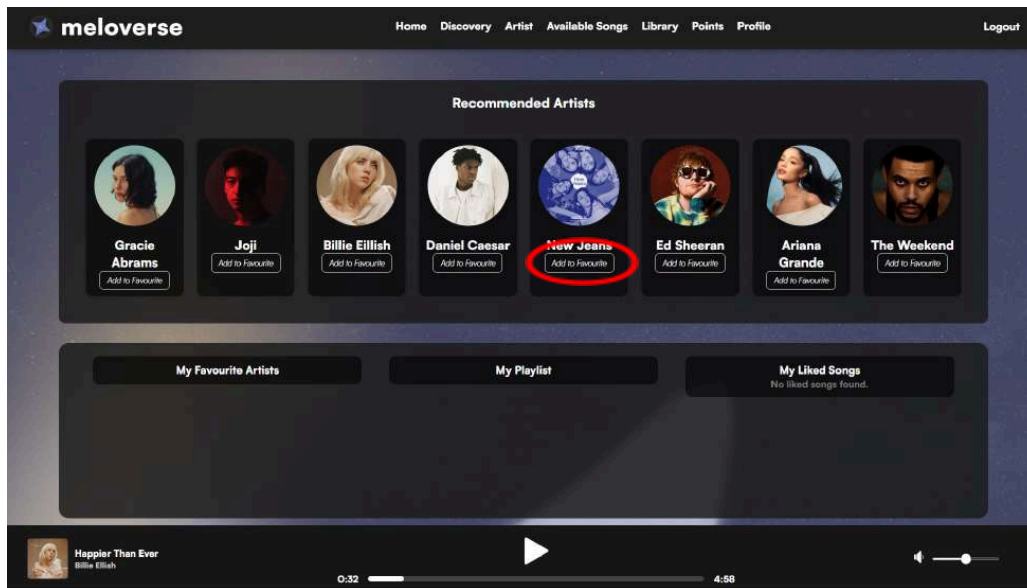 meloverse
Home Discovery Artist Available Songs Library Points Profile
Logout
Recommended Artists
Gracie
Abrams
Add to Favourite
Joji
Add to Favourite
Billie Eillish
Add to Favourite
Daniel Caesar
Add to Favourite
New Jeans
Add to Favourite
Ed Sheeran
Add to Favourite
Ariana
Grande
Add to Favourite
The Weekend
Add to Favourite
My Favourite Artists
My Playlist
My Liked Songs
No liked songs found.
Happier Than Ever
Billie Ellish
0:32
4:58